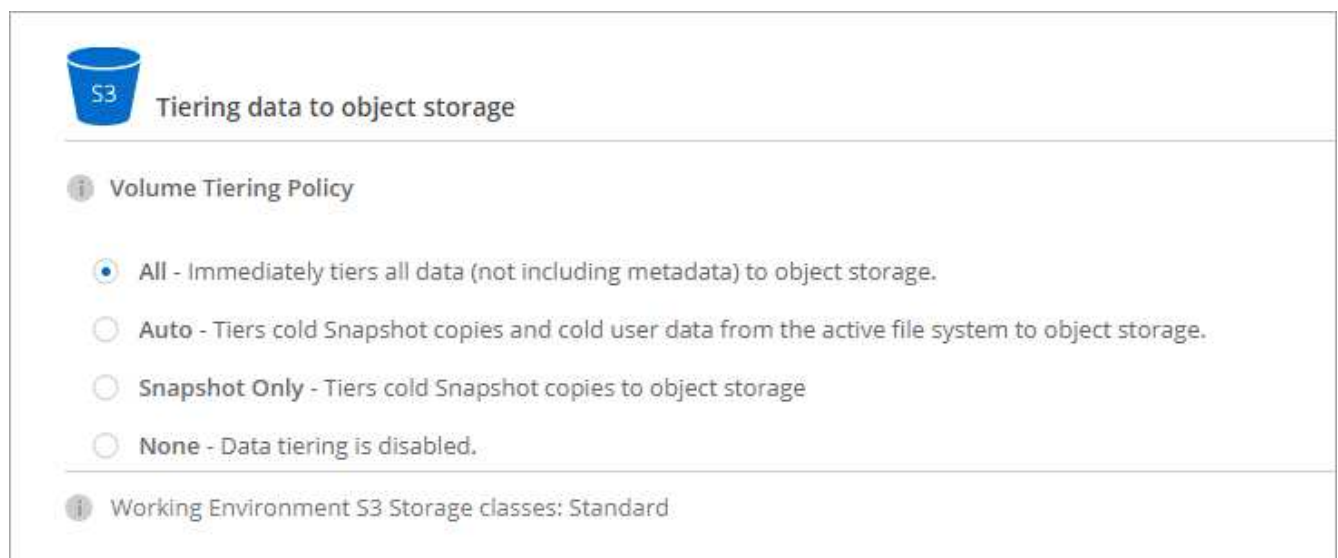 S3
Tiering data to object storage
Volume Tiering Policy
All - Immediately tiers all data (not including metadata) to object storage.
Auto - Tiers cold Snapshot copies and cold user data from the active file system to object storage.
Snapshot Only - Tiers cold Snapshot copies to object storage
None - Data tiering is disabled.
Working Environment S3 Storage classes: Standard